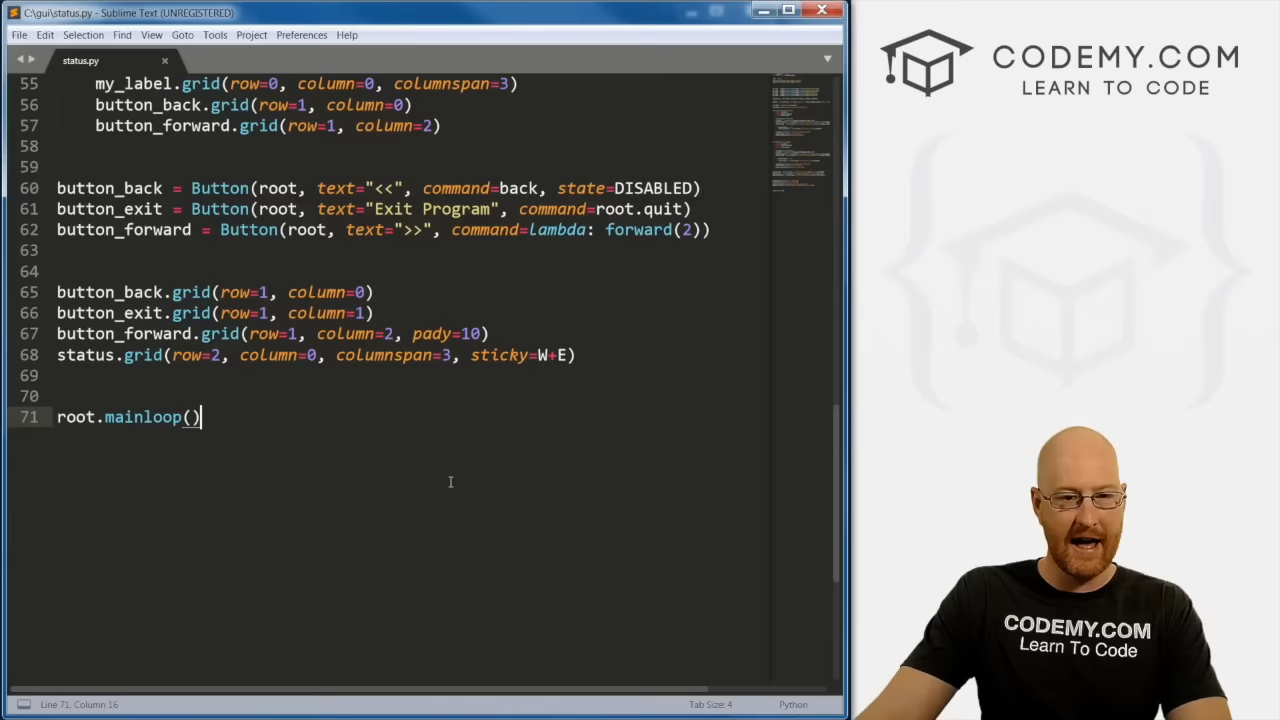 C:\gui\status.py - Sublime Text (UNREGISTERED)
File Edit Selection Find View Goto Tools Project Preferences Help
status.py
55 my_label.grid(row=0, column=0, columnspan=3)
56 button_back.grid(row=1, column=0)
57 button_forward.grid(row=1, column=2)
58
59
60 button_back = Button(root, text="<<", command=back, state=DISABLED)
61 button_exit = Button(root, text="Exit Program", command=root.quit)
62 button_forward = Button(root, text=">>", command=lambda: forward(2))
63
64
65 button_back.grid(row=1, column=0)
66 button_exit.grid(row=1, column=1)
67 button_forward.grid(row=1, column=2, pady=10)
68 status.grid(row=2, column=0, columnspan=3, sticky=W+E)
69
70
71 root.mainloop()
Line 71, Column 16
Tab Size: 4
Python
CODEMY.COM
LEARN TO CODE
CODEMY.COM
Learn To Code